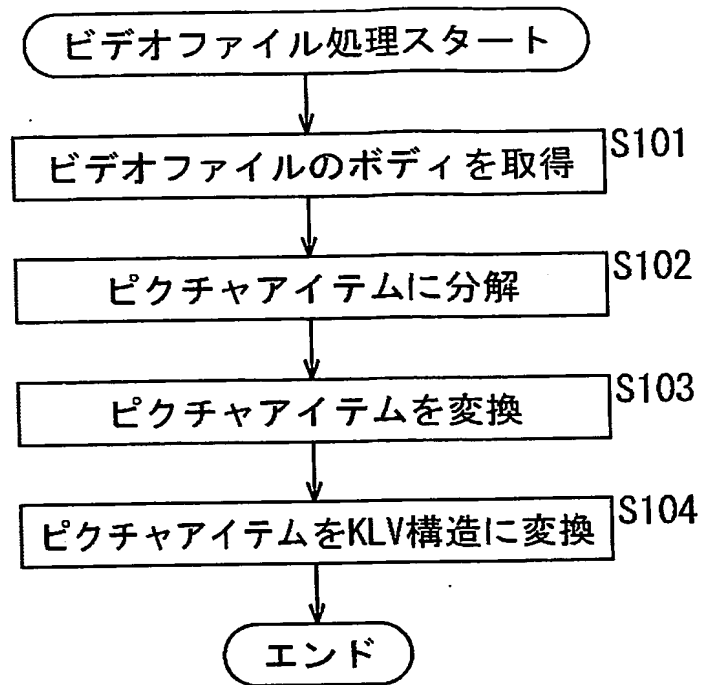 ビデオファイル処理スタート
ビデオファイルのボディを取得 S101
ピクチャアイテムに分解 S102
ピクチャアイテムを変換 S103
ピクチャアイテムをKLV構造に変換 S104
エンド